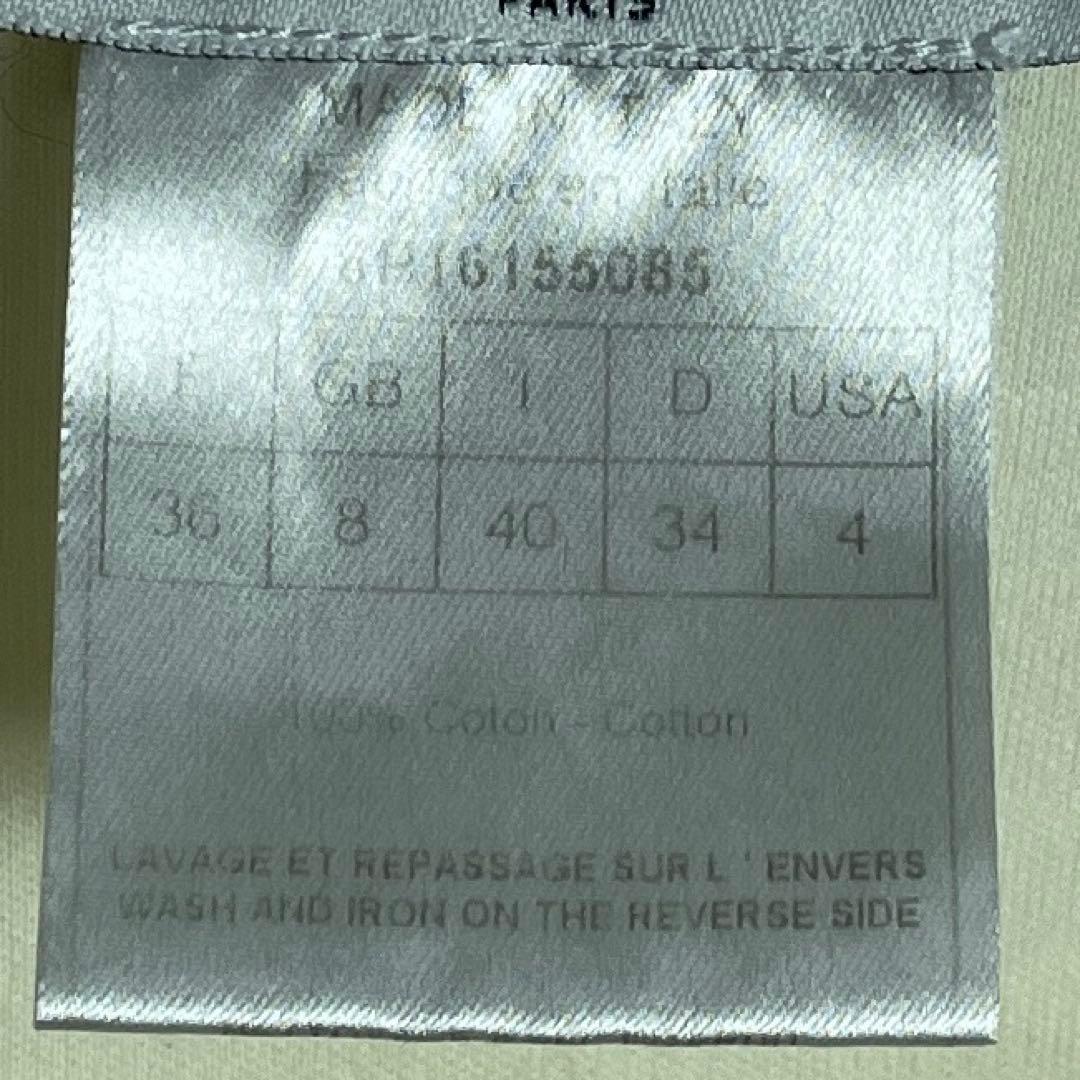 PARIS
MADE IN ITALY
Fabriqué en Italie
16155085
F GB I D USA
36 8 40 34 4
100% Coton - Cotton
LAVAGE ET REPASSAGE SUR L ' ENVERS
WASH AND IRON ON THE REVERSE SIDE